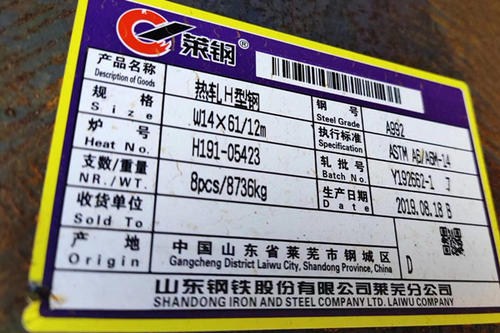 莱钢
产品名称 热轧H型钢 钢号 A992
Description of Goods Steel Grade
规格 W14×61/12m 执行标准 ASTM A6/A6M-14
Size Specification
炉号 H191-05423 轧批号 Y192662-1 J
Heat No. Batch No.
支数/重量 8pcs/8736kg 生产日期 2019.08.18 B
NR./WT. Date
收货单位
Sold To
产地 中国山东省莱芜市钢城区 D
Origin Gangcheng District Laiwu City, Shandong Province, China
山东钢铁股份有限公司莱芜分公司
SHANDONG IRON AND STEEL COMPANY LTD. LAIWU COMPANY